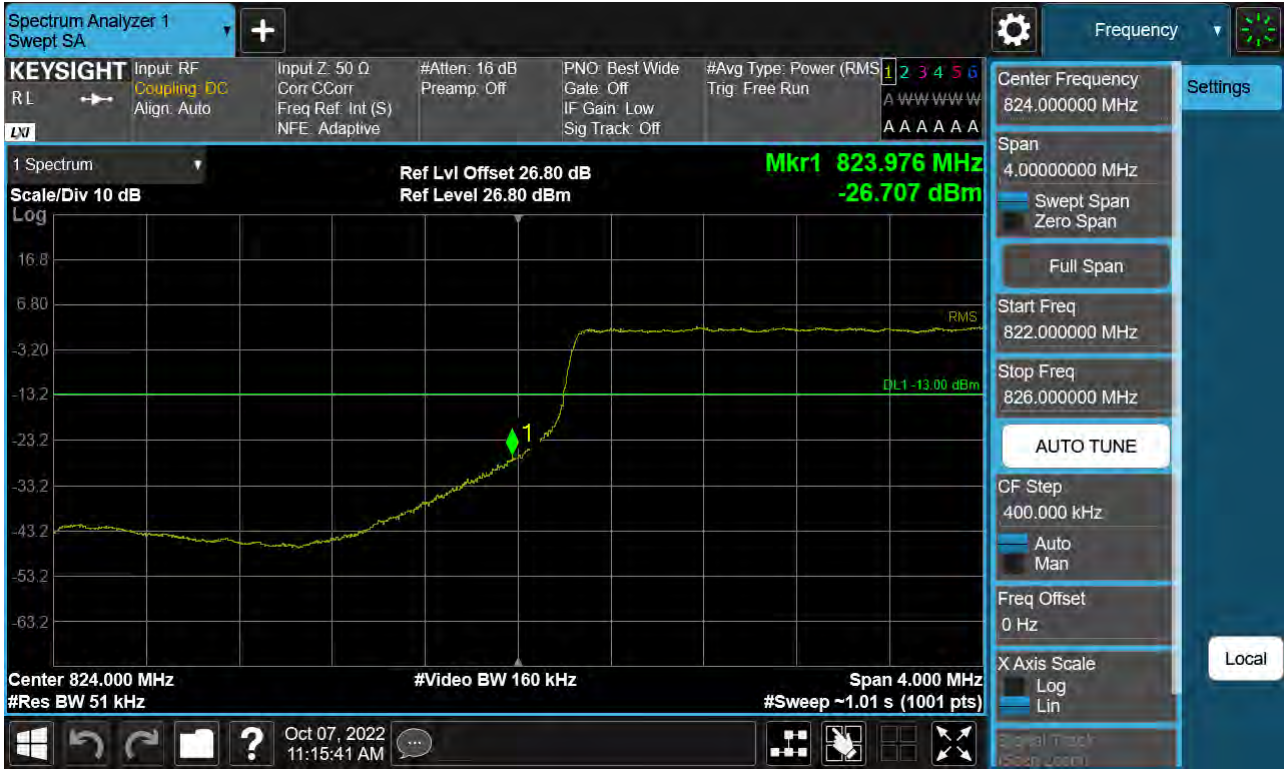 Spectrum Analyzer 1
Swept SA
Frequency
KEYSIGHT
RL
LXI
Input: RF
Coupling: DC
Align: Auto
Input Z: 50 Ω
Corr CCorr
Freq Ref: Int (S)
NFE: Adaptive
#Atten: 16 dB
Preamp: Off
PNO: Best Wide
Gate: Off
IF Gain: Low
Sig Track: Off
#Avg Type: Power (RMS
Trig: Free Run
1 2 3 4 5 6
A W W W W W
A A A A A A
1 Spectrum
Scale/Div 10 dB
Log
Ref Lvl Offset 26.80 dB
Ref Level 26.80 dBm
Mkr1 823.976 MHz
-26.707 dBm
16.8
6.80
-3.20
-13.2
-23.2
-33.2
-43.2
-53.2
-63.2
RMS
DL1 -13.00 dBm
1
Center 824.000 MHz
#Res BW 51 kHz
#Video BW 160 kHz
Span 4.000 MHz
#Sweep ~1.01 s (1001 pts)
Center Frequency
824.000000 MHz
Span
4.00000000 MHz
Swept Span
Zero Span
Full Span
Start Freq
822.000000 MHz
Stop Freq
826.000000 MHz
AUTO TUNE
CF Step
400.000 kHz
Auto
Man
Freq Offset
0 Hz
X Axis Scale
Log
Lin
Signal Track
(Span Zoom)
Settings
Local
?
Oct 07, 2022
11:15:41 AM